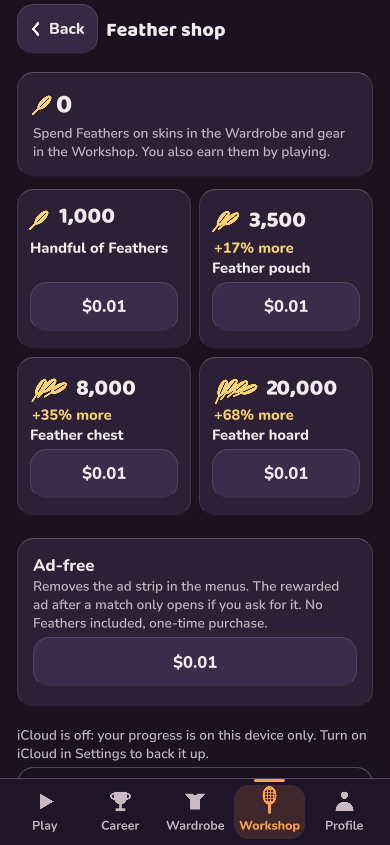 Back
Feather shop
0
Spend Feathers on skins in the Wardrobe and gear
in the Workshop. You also earn them by playing.
1,000
Handful of Feathers
$0.01
3,500
+17% more
Feather pouch
$0.01
8,000
+35% more
Feather chest
$0.01
20,000
+68% more
Feather hoard
$0.01
Ad-free
Removes the ad strip in the menus. The rewarded
ad after a match only opens if you ask for it. No
Feathers included, one-time purchase.
$0.01
iCloud is off: your progress is on this device only. Turn on
iCloud in Settings to back it up.
Play
Career
Wardrobe
Workshop
Profile